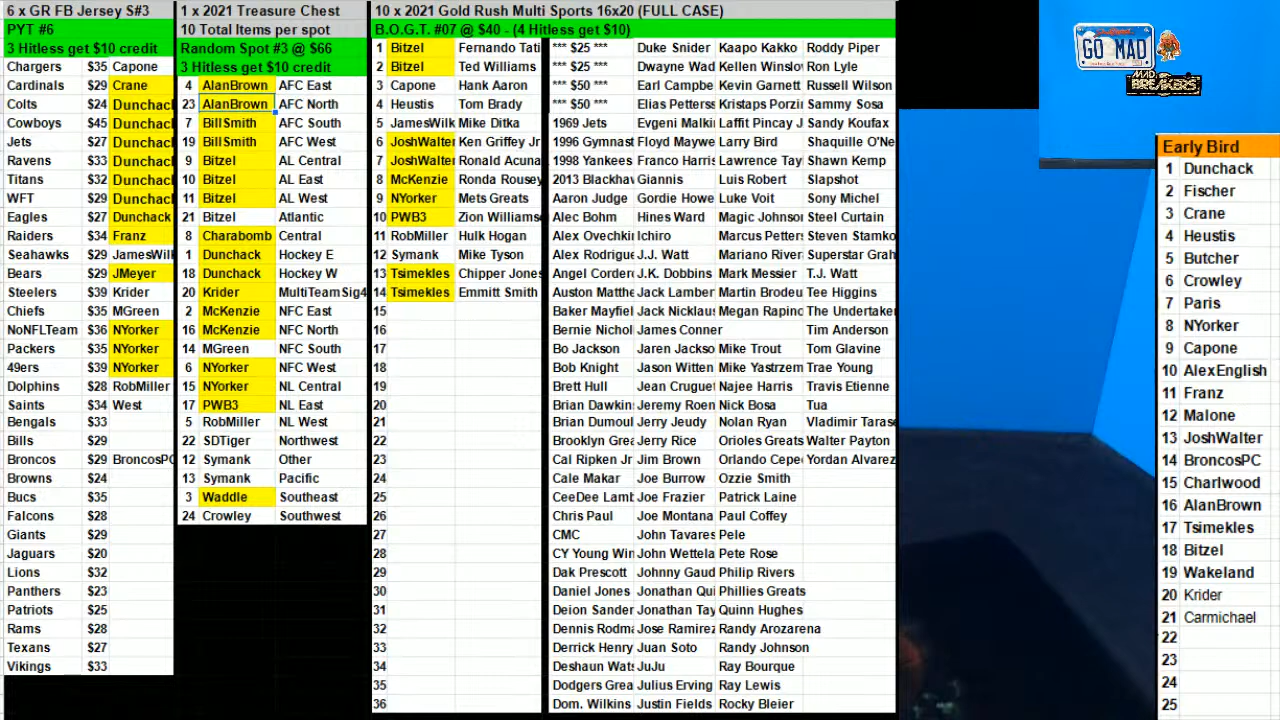 6 x GR FB Jersey S#3
PYT #6
3 Hitless get $10 credit
Chargers $35 Capone
Cardinals $29 Crane
Colts $24 Dunchack
Cowboys $45 Dunchack
Jets $27 Dunchack
Ravens $33 Dunchack
Titans $32 Dunchack
WFT $29 Dunchack
Eagles $27 Dunchack
Raiders $34 Franz
Seahawks $29 JamesWilk
Bears $29 JMeyer
Steelers $39 Krider
Chiefs $35 MGreen
NoNFLTeam $36 NYorker
Packers $35 NYorker
49ers $39 NYorker
Dolphins $28 RobMiller
Saints $34 West
Bengals $33
Bills $29
Broncos $29 BroncosPC
Browns $24
Bucs $35
Falcons $28
Giants $29
Jaguars $20
Lions $32
Panthers $23
Patriots $25
Rams $28
Texans $27
Vikings $33
1 x 2021 Treasure Chest
10 Total Items per spot
Random Spot #3 @ $66
3 Hitless get $10 credit
4 AlanBrown AFC East
23 AlanBrown AFC North
7 BillSmith AFC South
19 BillSmith AFC West
9 Bitzel AL Central
10 Bitzel AL East
11 Bitzel AL West
21 Bitzel Atlantic
8 Charabomb Central
1 Dunchack Hockey E
18 Dunchack Hockey W
20 Krider MultiTeamSig4
2 McKenzie NFC East
16 McKenzie NFC North
14 MGreen NFC South
6 NYorker NFC West
15 NYorker NL Central
17 PWB3 NL East
5 RobMiller NL West
22 SDTiger Northwest
12 Symank Other
13 Symank Pacific
3 Waddle Southeast
24 Crowley Southwest
10 x 2021 Gold Rush Multi Sports 16x20 (FULL CASE)
B.O.G.T. #07 @ $40 - (4 Hitless get $10)
1 Bitzel Fernando Tati *** $25 *** Duke Snider Kaapo Kakko Roddy Piper
2 Bitzel Ted Williams *** $25 *** Dwayne Wad Kellen Winslo Ron Lyle
3 Capone Hank Aaron *** $50 *** Earl Campbe Kevin Garnett Russell Wilson
4 Heustis Tom Brady *** $50 *** Elias Petterss Kristaps Porzi Sammy Sosa
5 JamesWilk Mike Ditka 1969 Jets Evgeni Malki Laffit Pincay J Sandy Koufax
6 JoshWalter Ken Griffey Jr 1996 Gymnast Floyd Maywe Larry Bird Shaquille O'Ne
7 JoshWalter Ronald Acuna 1998 Yankees Franco Harris Lawrence Tay Shawn Kemp
8 McKenzie Ronda Rousey 2013 Blackhav Giannis Luis Robert Slapshot
9 NYorker Mets Greats Aaron Judge Gordie Howe Luke Voit Sony Michel
10 PWB3 Zion Williams Alec Bohm Hines Ward Magic Johnson Steel Curtain
11 RobMiller Hulk Hogan Alex Ovechki Ichiro Marcus Petters Steven Stamko
12 Symank Mike Tyson Alex Rodrigu J.J. Watt Mariano River Superstar Grah
13 Tsimekles Chipper Jones Angel Corder J.K. Dobbins Mark Messier T.J. Watt
14 Tsimekles Emmitt Smith Auston Matthe Jack Lamber Martin Brodeu Tee Higgins
15 Baker Mayfiel Jack Nicklaus Megan Rapino The Undertaker
16 Bernie Nichol James Conner Tim Anderson
17 Bo Jackson Jaren Jackso Mike Trout Tom Glavine
18 Bob Knight Jason Witten Mike Yastrzem Trae Young
19 Brett Hull Jean Cruguet Najee Harris Travis Etienne
20 Brian Dawkin Jeremy Roen Nick Bosa Tua
21 Brian Dumoul Jerry Jeudy Nolan Ryan Vladimir Tarase
22 Brooklyn Grea Jerry Rice Orioles Greats Walter Payton
23 Cal Ripken Jr Jim Brown Orlando Cepe Yordan Alvarez
24 Cale Makar Joe Burrow Ozzie Smith
25 CeeDee Lamb Joe Frazier Patrick Laine
26 Chris Paul Joe Montana Paul Coffey
27 CMC John Tavares Pele
28 CY Young Win John Wettela Pete Rose
29 Dak Prescott Johnny Gaud Philip Rivers
30 Daniel Jones Jonathan Qui Phillies Greats
31 Deion Sander Jonathan Tay Quinn Hughes
32 Dennis Rodma Jose Ramirez Randy Arozarena
33 Derrick Henry Juan Soto Randy Johnson
34 Deshaun Wats JuJu Ray Bourque
35 Dodgers Grea Julius Erving Ray Lewis
36 Dom. Wilkins Justin Fields Rocky Bleier
GO MAD
MAD
BREAKERS
Early Bird
1 Dunchack
2 Fischer
3 Crane
4 Heustis
5 Butcher
6 Crowley
7 Paris
8 NYorker
9 Capone
10 AlexEnglish
11 Franz
12 Malone
13 JoshWalter
14 BroncosPC
15 Charlwood
16 AlanBrown
17 Tsimekles
18 Bitzel
19 Wakeland
20 Krider
21 Carmichael
22
23
24
25